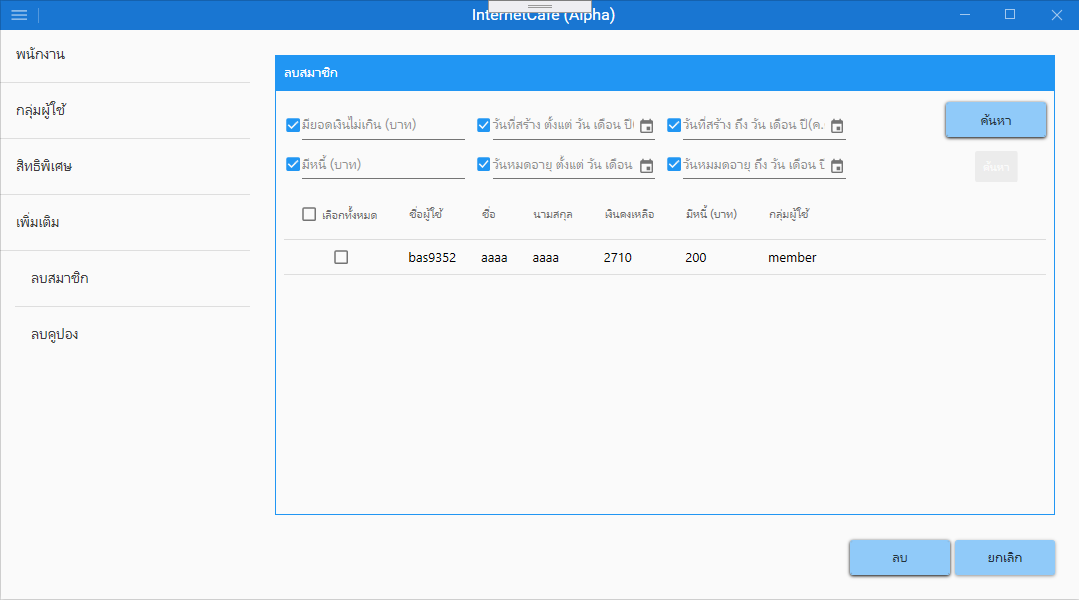 InternetCafe (Alpha)
พนักงาน
กลุ่มผู้ใช้
สิทธิพิเศษ
เพิ่มเติม
ลบสมาชิก
ลบคูปอง
ลบสมาชิก
มียอดเงินไม่เกิน (บาท) วันที่สร้าง ตั้งแต่ วัน เดือน ปี( วันที่สร้าง ถึง วัน เดือน ปี(ค. ค้นหา
มีหนี้ (บาท) วันหมดอายุ ตั้งแต่ วัน เดือน วันหมมดอายุ ถึง วัน เดือน ปี ค้นหา
เลือกทั้งหมด ชื่อผู้ใช้ ชื่อ นามสกุล เงินคงเหลือ มีหนี้ (บาท) กลุ่มผู้ใช้
bas9352 aaaa aaaa 2710 200 member
ลบ ยกเลิก